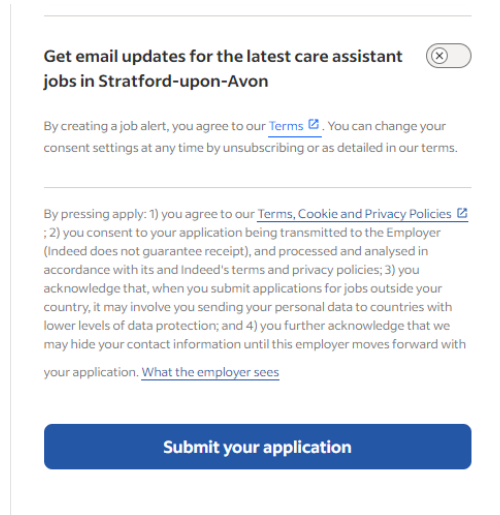 Get email updates for the latest care assistant
jobs in Stratford-upon-Avon
By creating a job alert, you agree to our Terms . You can change your
consent settings at any time by unsubscribing or as detailed in our terms.
By pressing apply: 1) you agree to our Terms, Cookie and Privacy Policies
; 2) you consent to your application being transmitted to the Employer
(Indeed does not guarantee receipt), and processed and analysed in
accordance with its and Indeed's terms and privacy policies; 3) you
acknowledge that, when you submit applications for jobs outside your
country, it may involve you sending your personal data to countries with
lower levels of data protection; and 4) you further acknowledge that we
may hide your contact information until this employer moves forward with
your application. What the employer sees
Submit your application